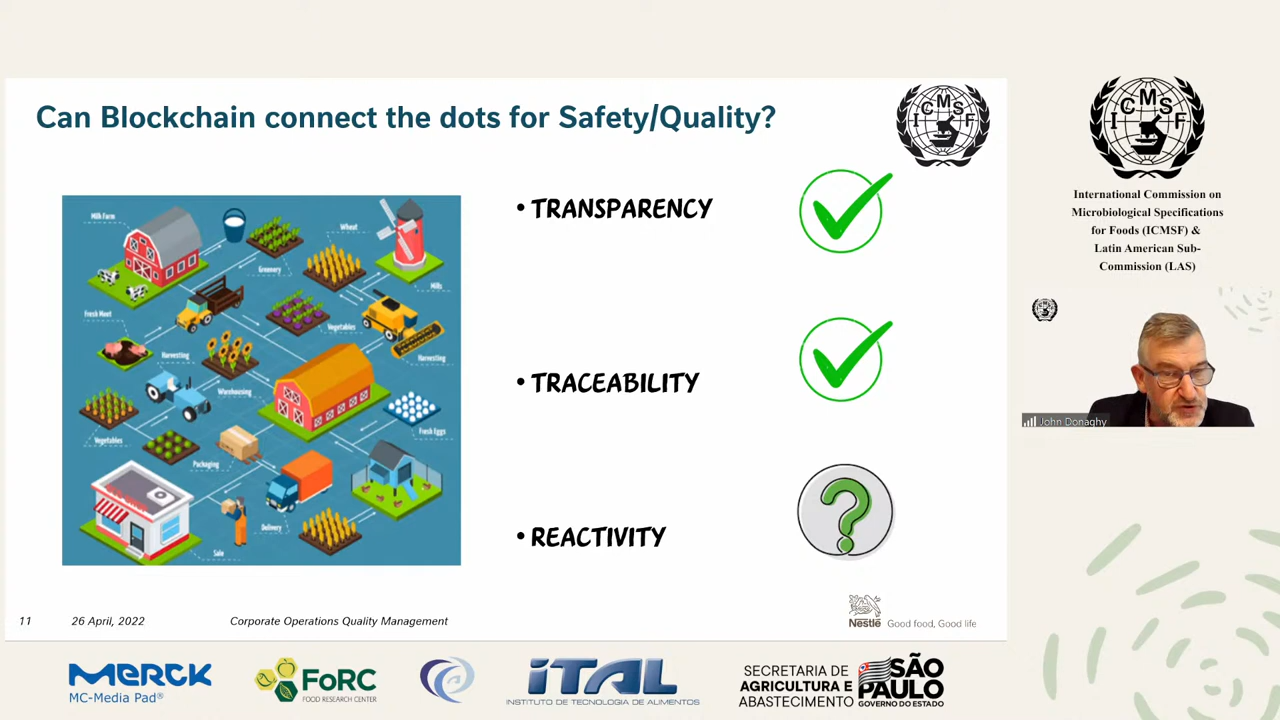 Can Blockchain connect the dots for Safety/Quality?
ICMSF
Milk Farm
Greenery
Wheat
Mills
Fresh Meat
Vegetables
Harvesting
Harvesting
Warehousing
Vegetables
Fresh Eggs
Packaging
Delivery
Sale
• TRANSPARENCY
• TRACEABILITY
• REACTIVITY
11 26 April, 2022 Corporate Operations Quality Management
Nestlé Good food, Good life
ICMSF
International Commission on
Microbiological Specifications
for Foods (ICMSF) &
Latin American Sub-
Commission (LAS)
John Donaghy
MERCK
MC-Media Pad®
FoRC
FOOD RESEARCH CENTER
iTAL
INSTITUTO DE TECNOLOGIA DE ALIMENTOS
SECRETARIA DE
AGRICULTURA E
ABASTECIMENTO
SÃO
PAULO
GOVERNO DO ESTADO